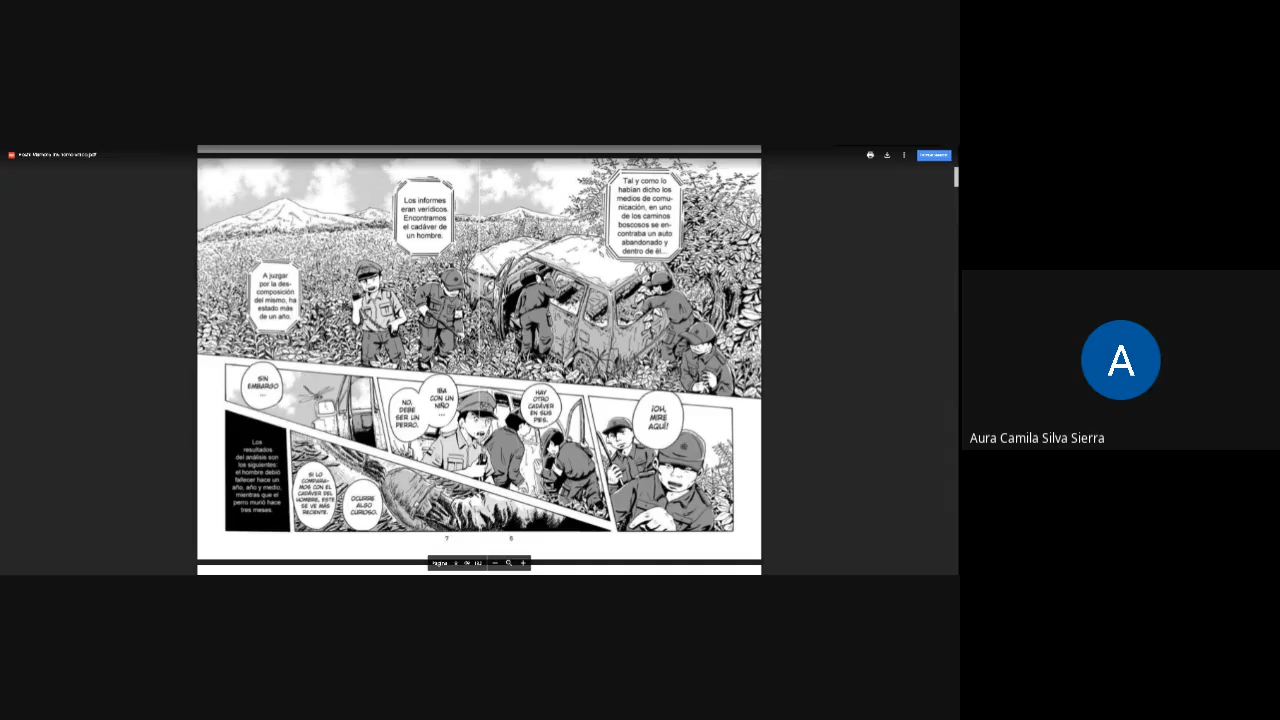 Tal y como lo
habían dicho los
medios de comu-
nicación, en uno
de los caminos
boscosos se en-
contraba un auto
abandonado y
dentro de él...
Los informes
eran verídicos.
Encontramos
el cadáver de
un hombre.
A juzgar
por la des-
composición
del mismo, ha
estado más
de un año.
¡OH,
MIRE
AQUÍ!
HAY
OTRO
CADÁVER
EN SUS
PIES.
IBA
CON UN
NIÑO
...
NO,
DEBE
SER UN
PERRO.
SIN
EMBARGO
...
OCURRE
ALGO
CURIOSO.
SI LO
COMPARA-
MOS CON EL
CADÁVER DEL
HOMBRE, ESTE
SE VE MÁS
RECIENTE.
Los
resultados
del análisis son
los siguientes:
el hombre debió
fallecer hace un
año, año y medio,
mientras que el
perro murió hace
tres meses.
7 8
Aura Camila Silva Sierra
A